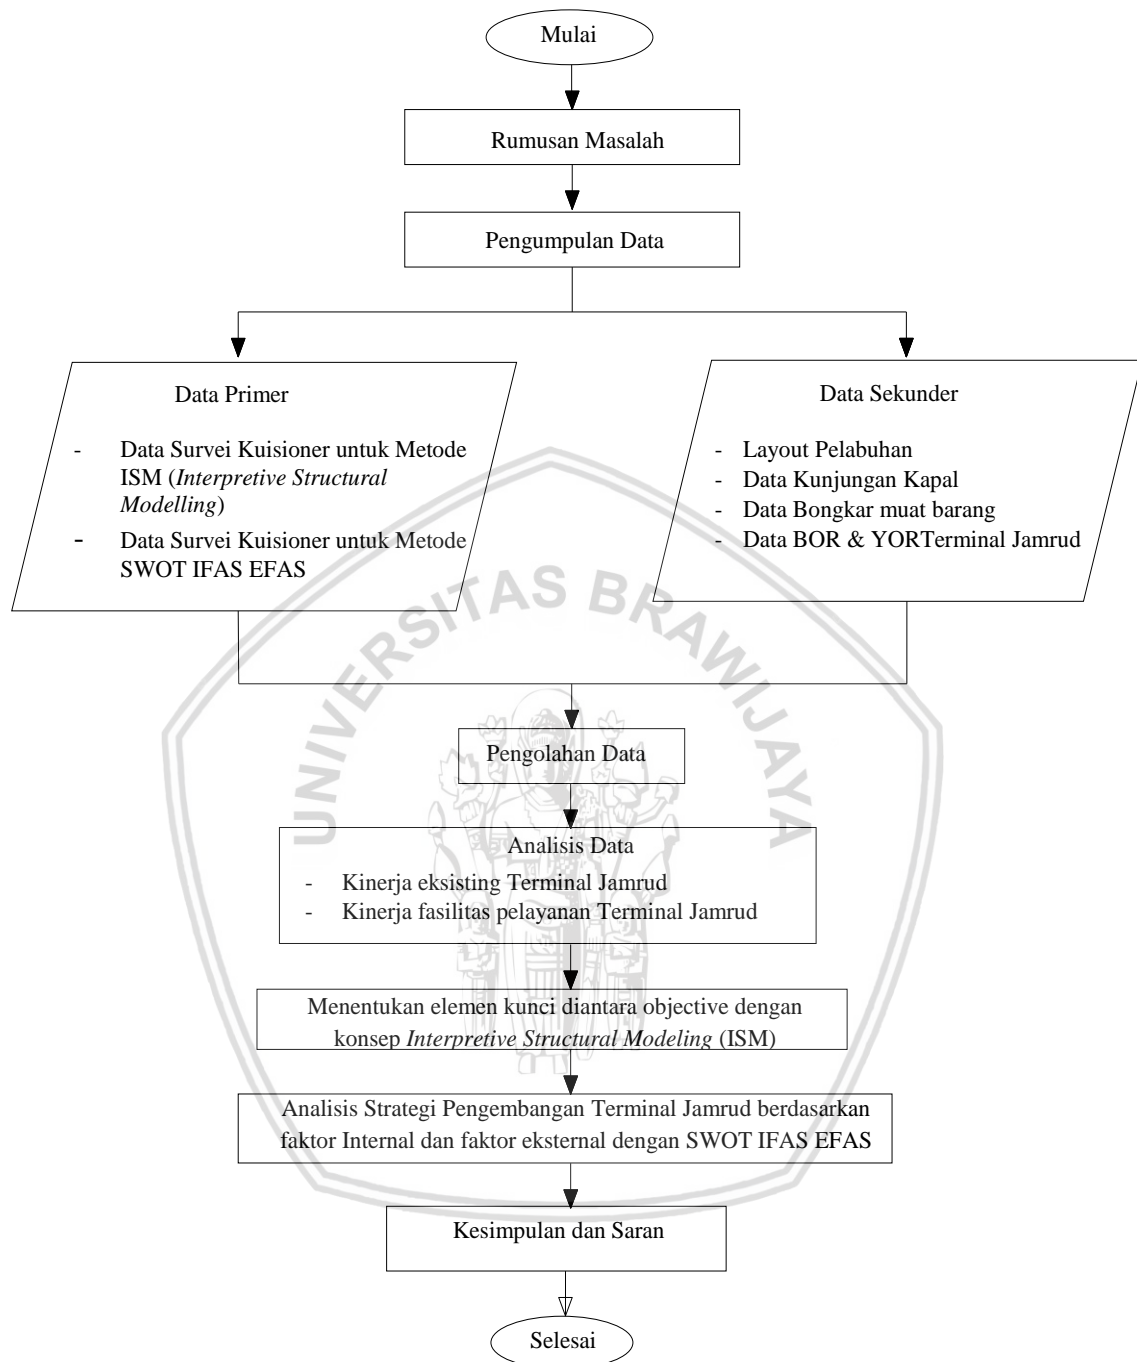 Mulai
Rumusan Masalah
Pengumpulan Data
Data Primer
- Data Survei Kuisioner untuk Metode
ISM (Interpretive Structural
Modelling)
- Data Survei Kuisioner untuk Metode
SWOT IFAS EFAS
Data Sekunder
- Layout Pelabuhan
- Data Kunjungan Kapal
- Data Bongkar muat barang
- Data BOR & YORTerminal Jamrud
UNIVERSITAS BRAWIJAYA
Pengolahan Data
Analisis Data
- Kinerja eksisting Terminal Jamrud
- Kinerja fasilitas pelayanan Terminal Jamrud
Menentukan elemen kunci diantara objective dengan
konsep Interpretive Structural Modeling (ISM)
Analisis Strategi Pengembangan Terminal Jamrud berdasarkan
faktor Internal dan faktor eksternal dengan SWOT IFAS EFAS
Kesimpulan dan Saran
Selesai